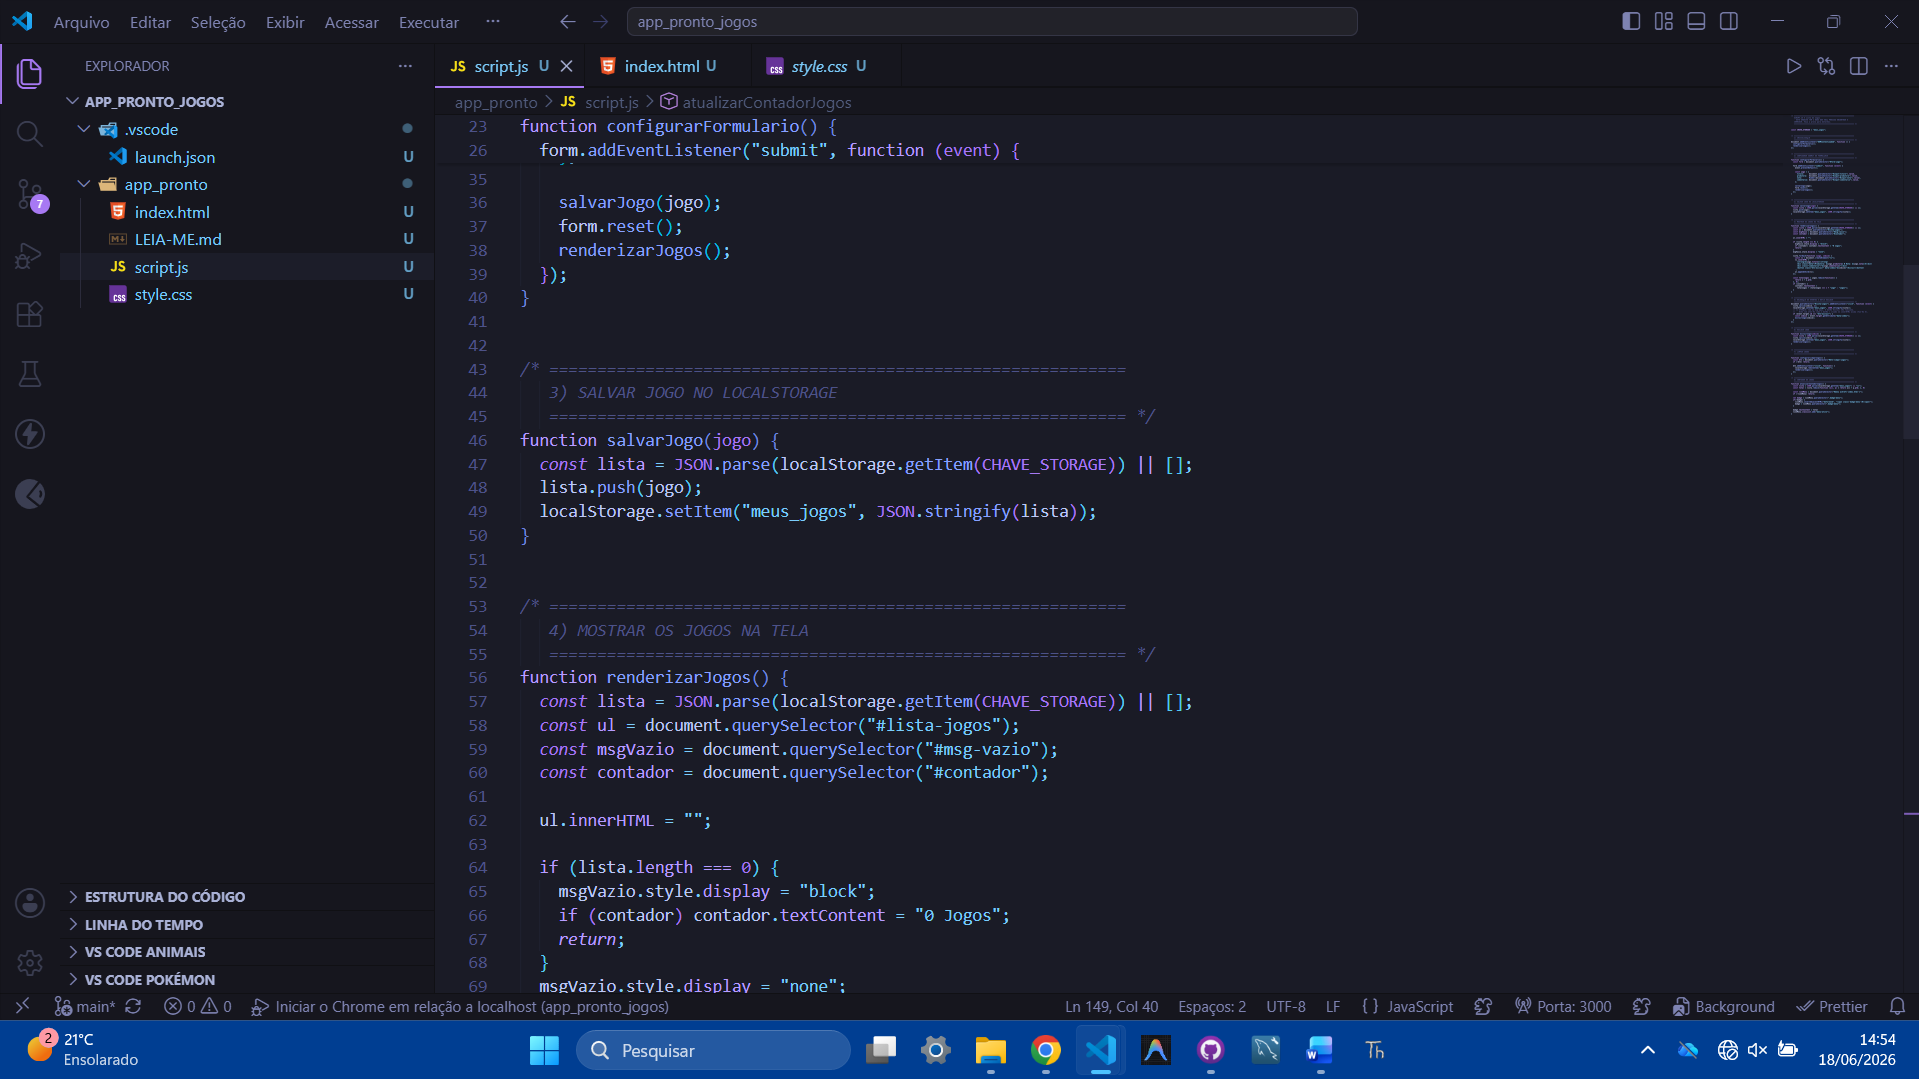 Arquivo Editar Seleção Exibir Acessar Executar ··· app_pronto_jogos
EXPLORADOR ···
APP_PRONTO_JOGOS
.vscode
launch.json U
app_pronto
index.html U
LEIA-ME.md U
JS script.js U
style.css U
7
ESTRUTURA DO CÓDIGO
LINHA DO TEMPO
VS CODE ANIMAIS
VS CODE POKÉMON
JS script.js U index.html U style.css U
app_pronto > JS script.js > atualizarContadorJogos
23 function configurarFormulario() {
26 form.addEventListener("submit", function (event) {
35
36 salvarJogo(jogo);
37 form.reset();
38 renderizarJogos();
39 });
40 }
41
42
43 /* ============================================================
44 3) SALVAR JOGO NO LOCALSTORAGE
45 ============================================================ */
46 function salvarJogo(jogo) {
47 const lista = JSON.parse(localStorage.getItem(CHAVE_STORAGE)) || [];
48 lista.push(jogo);
49 localStorage.setItem("meus_jogos", JSON.stringify(lista));
50 }
51
52
53 /* ============================================================
54 4) MOSTRAR OS JOGOS NA TELA
55 ============================================================ */
56 function renderizarJogos() {
57 const lista = JSON.parse(localStorage.getItem(CHAVE_STORAGE)) || [];
58 const ul = document.querySelector("#lista-jogos");
59 const msgVazio = document.querySelector("#msg-vazio");
60 const contador = document.querySelector("#contador");
61
62 ul.innerHTML = "";
63
64 if (lista.length === 0) {
65 msgVazio.style.display = "block";
66 if (contador) contador.textContent = "0 Jogos";
67 return;
68 }
69 msgVazio.style.display = "none";
main* 0 0 Iniciar o Chrome em relação a localhost (app_pronto_jogos) Ln 149, Col 40 Espaços: 2 UTF-8 LF { } JavaScript Porta: 3000 Background Prettier
2 21°C
Ensolarado
Pesquisar
Th
14:54
18/06/2026